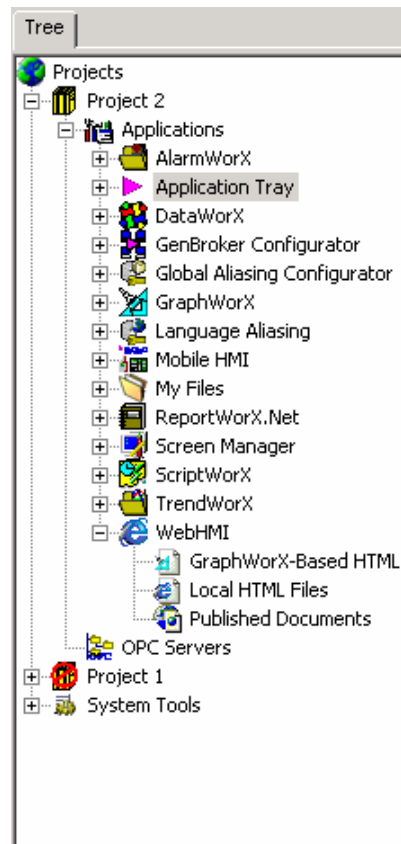 Tree
Projects
Project 2
Applications
AlarmWorX
Application Tray
DataWorX
GenBroker Configurator
Global Aliasing Configurator
GraphWorX
Language Aliasing
Mobile HMI
My Files
ReportWorX.Net
Screen Manager
ScriptWorX
TrendWorX
WebHMI
GraphWorX-Based HTML
Local HTML Files
Published Documents
OPC Servers
Project 1
System Tools